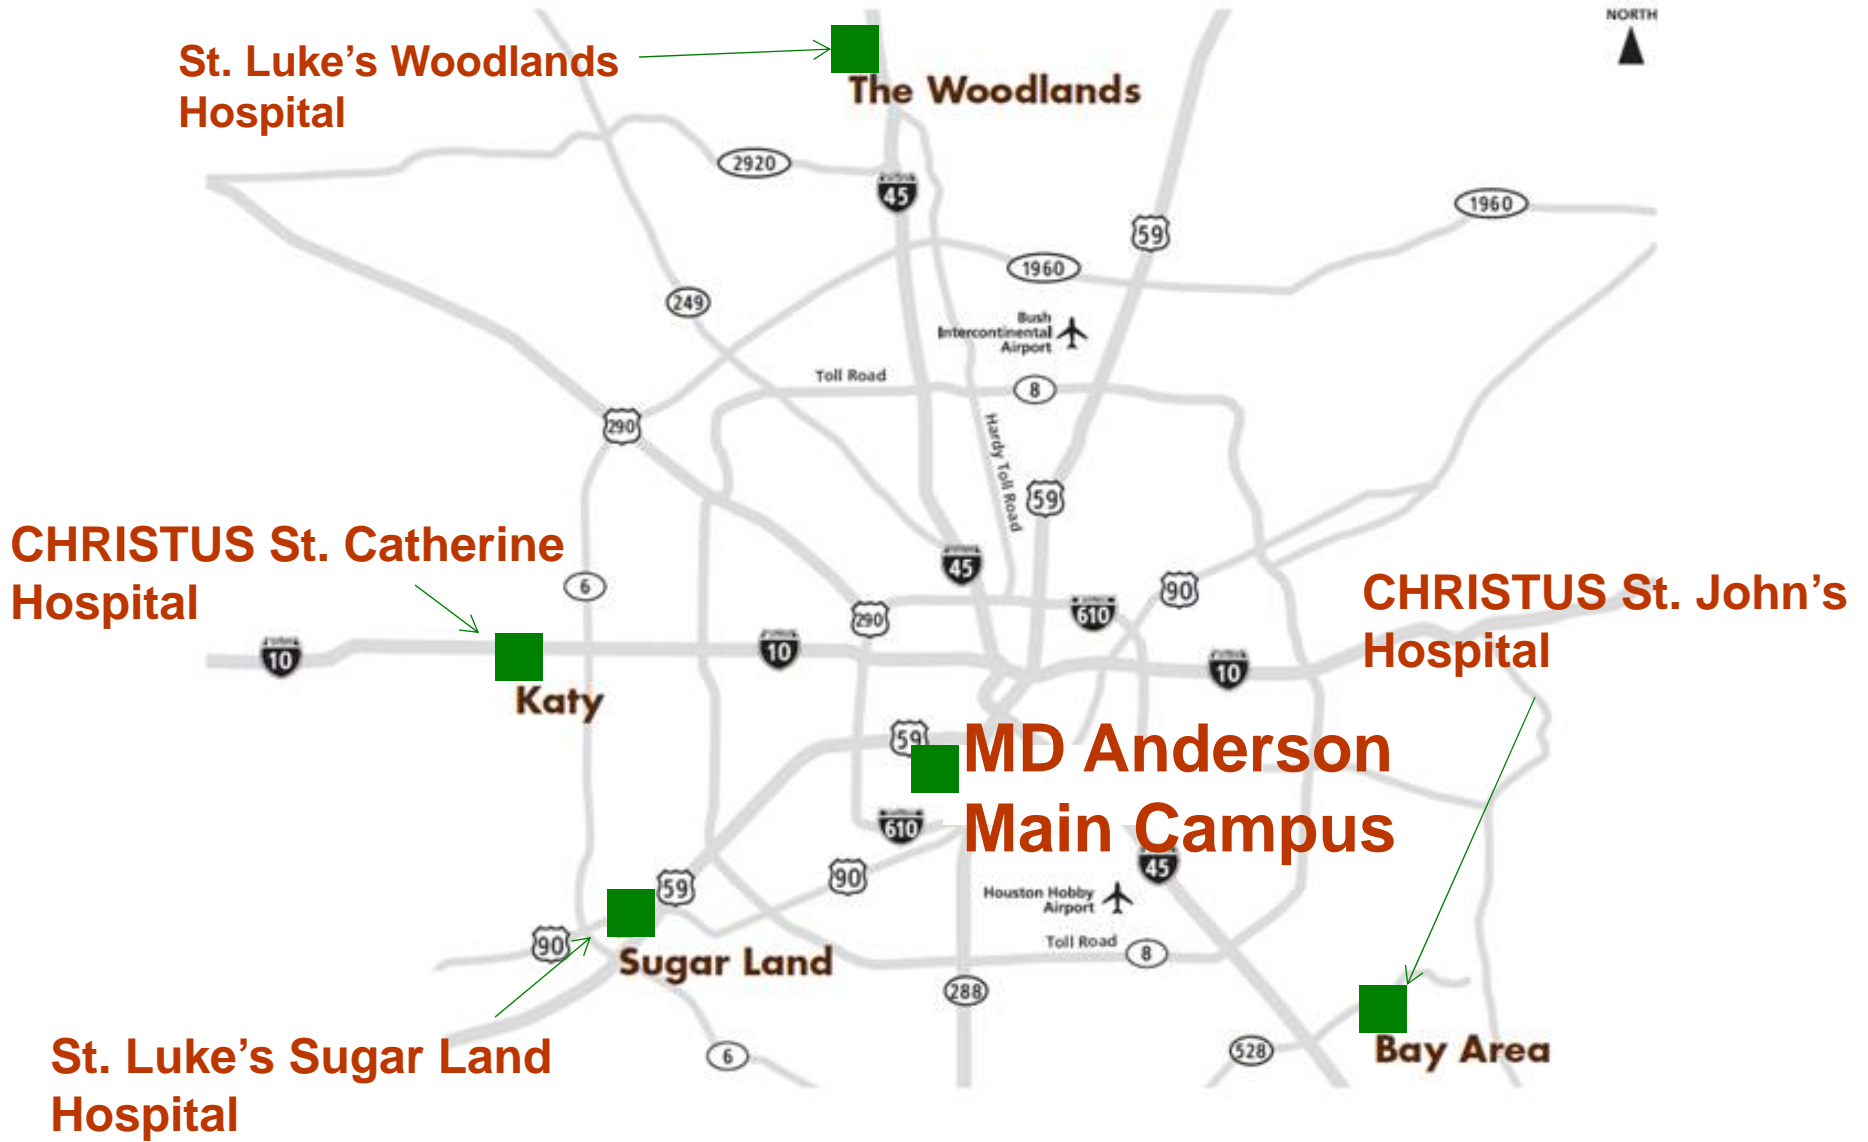 NORTH
St. Luke’s Woodlands
Hospital
The Woodlands
2920
45
1960
59
1960
249
Bush
Intercontinental
Airport
Toll Road
8
290
Hardy Toll Road
59
CHRISTUS St. Catherine
Hospital
45
6
90
CHRISTUS St. John’s
Hospital
290
610
10
10
10
Katy
59
MD Anderson
Main Campus
610
45
90
59
Houston Hobby
Airport
90
Toll Road
8
Sugar Land
288
St. Luke’s Sugar Land
Hospital
6
528
Bay Area